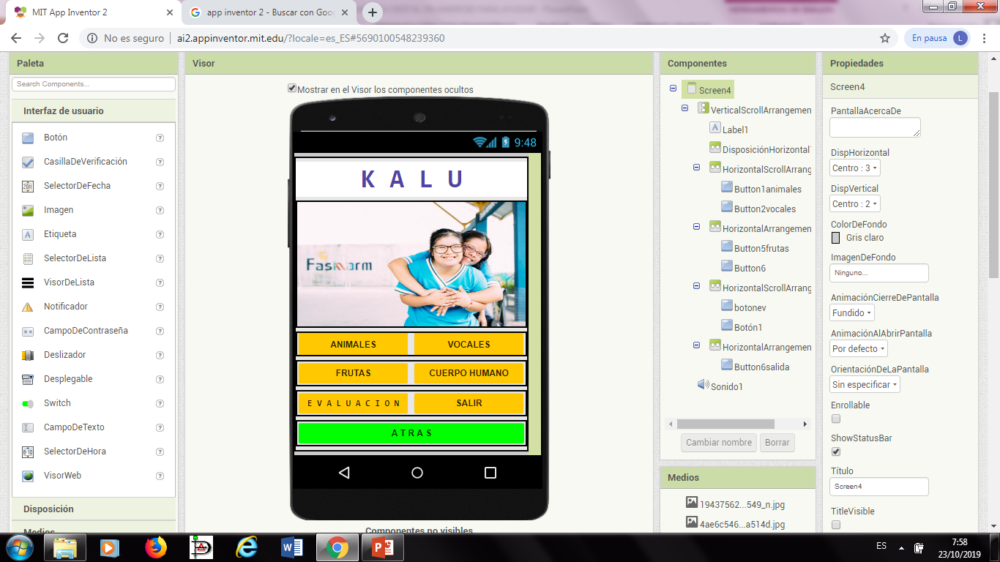 MIT App Inventor 2
app inventor 2 - Buscar con Goog
No es seguro
ai2.appinventor.mit.edu/?locale=es_ES#5690100548239360
En pausa
L
Paleta
Search Components...
Interfaz de usuario
Botón
CasillaDeVerificación
SelectorDeFecha
Imagen
Etiqueta
SelectorDeLista
VisorDeLista
Notificador
CampoDeContraseña
Deslizador
Desplegable
Switch
CampoDeTexto
SelectorDeHora
VisorWeb
Disposición
Medios
Visor
Mostrar en el Visor los componentes ocultos
9:48
K A L U
Fasinarm
ANIMALES
VOCALES
FRUTAS
CUERPO HUMANO
E V A L U A C I O N
SALIR
A T R A S
Componentes no visibles
Componentes
Screen4
VerticalScrollArrangemen
Label1
DisposiciónHorizontal
HorizontalScrollArrang
Button1animales
Button2vocales
HorizontalArrangemen
Button5frutas
Button6
HorizontalScrollArrang
botonev
Botón1
HorizontalArrangemen
Button6salida
Sonido1
Cambiar nombre
Borrar
Medios
19437562...549_n.jpg
4ae6c546...a514d.jpg
Propiedades
Screen4
PantallaAcercaDe
DispHorizontal
Centro : 3
DispVertical
Centro : 2
ColorDeFondo
Gris claro
ImagenDeFondo
Ninguno...
AnimaciónCierreDePantalla
Fundido
AnimaciónAlAbrirPantalla
Por defecto
OrientaciónDeLaPantalla
Sin especificar
Enrollable
ShowStatusBar
Título
Screen4
TitleVisible
ES
7:58
23/10/2019